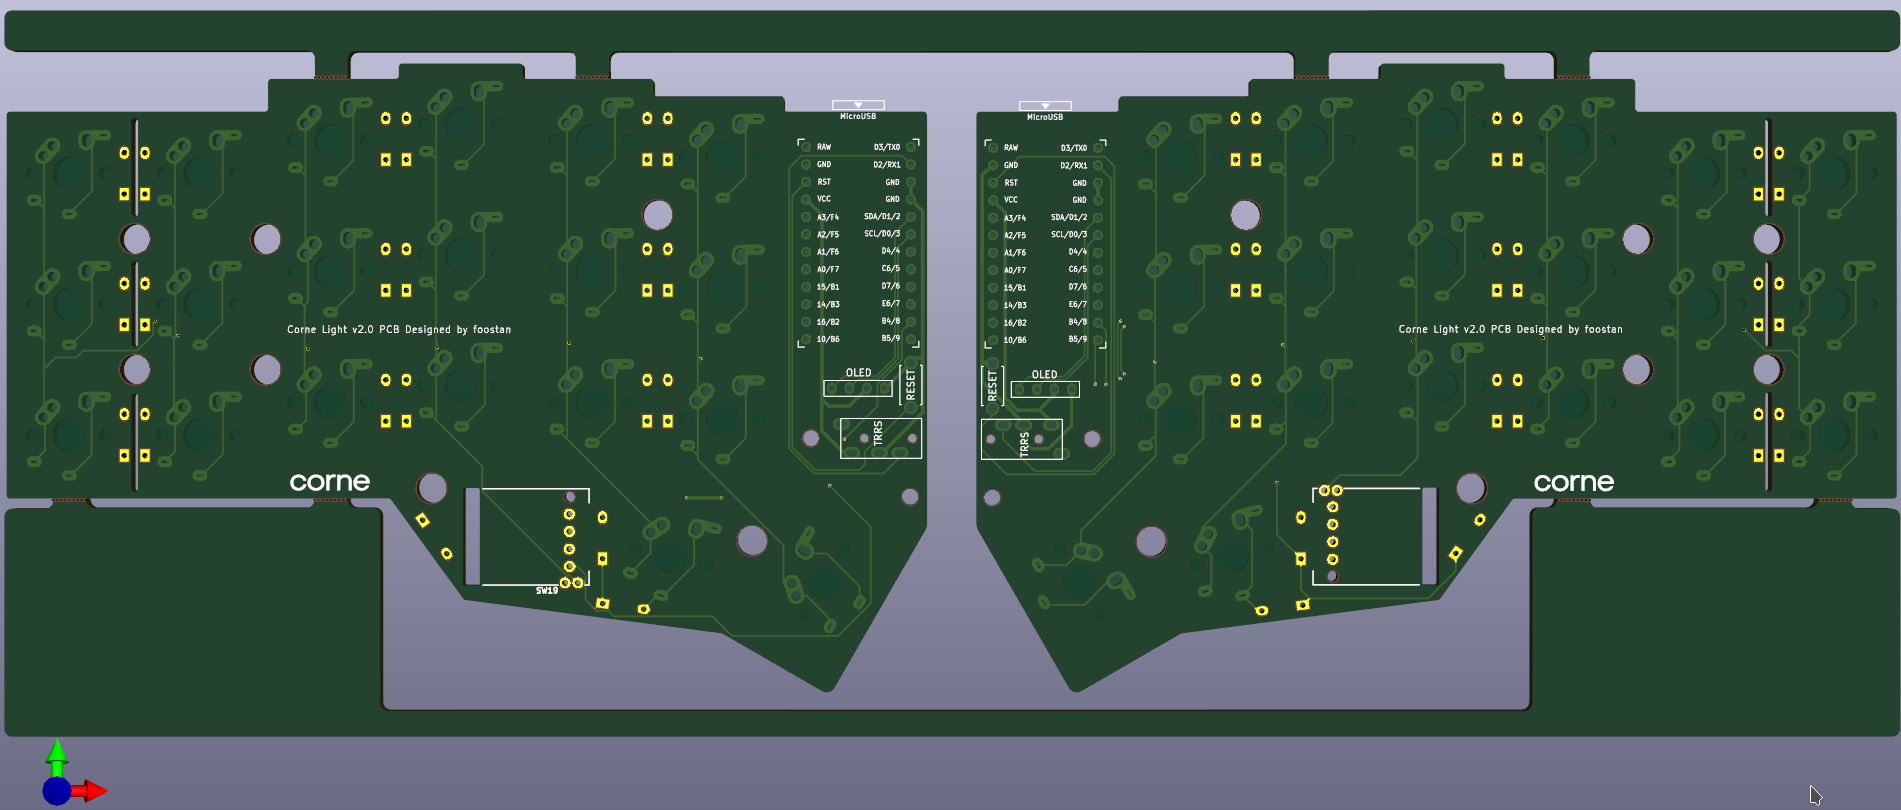 MicroUSB
RAW D3/TX0
GND D2/RX1
RST GND
VCC GND
A3/F4 SDA/D1/2
A2/F5 SCL/D0/3
A1/F6 D4/4
A0/F7 C6/5
15/B1 D7/6
14/B3 E6/7
16/B2 B4/8
10/B6 B5/9
OLED
RESET
TRRS
Corne Light v2.0 PCB Designed by foostan
corne
SW19
MicroUSB
RAW D3/TX0
GND D2/RX1
RST GND
VCC GND
A3/F4 SDA/D1/2
A2/F5 SCL/D0/3
A1/F6 D4/4
A0/F7 C6/5
15/B1 D7/6
14/B3 E6/7
16/B2 B4/8
10/B6 B5/9
RESET
OLED
TRRS
Corne Light v2.0 PCB Designed by foostan
corne